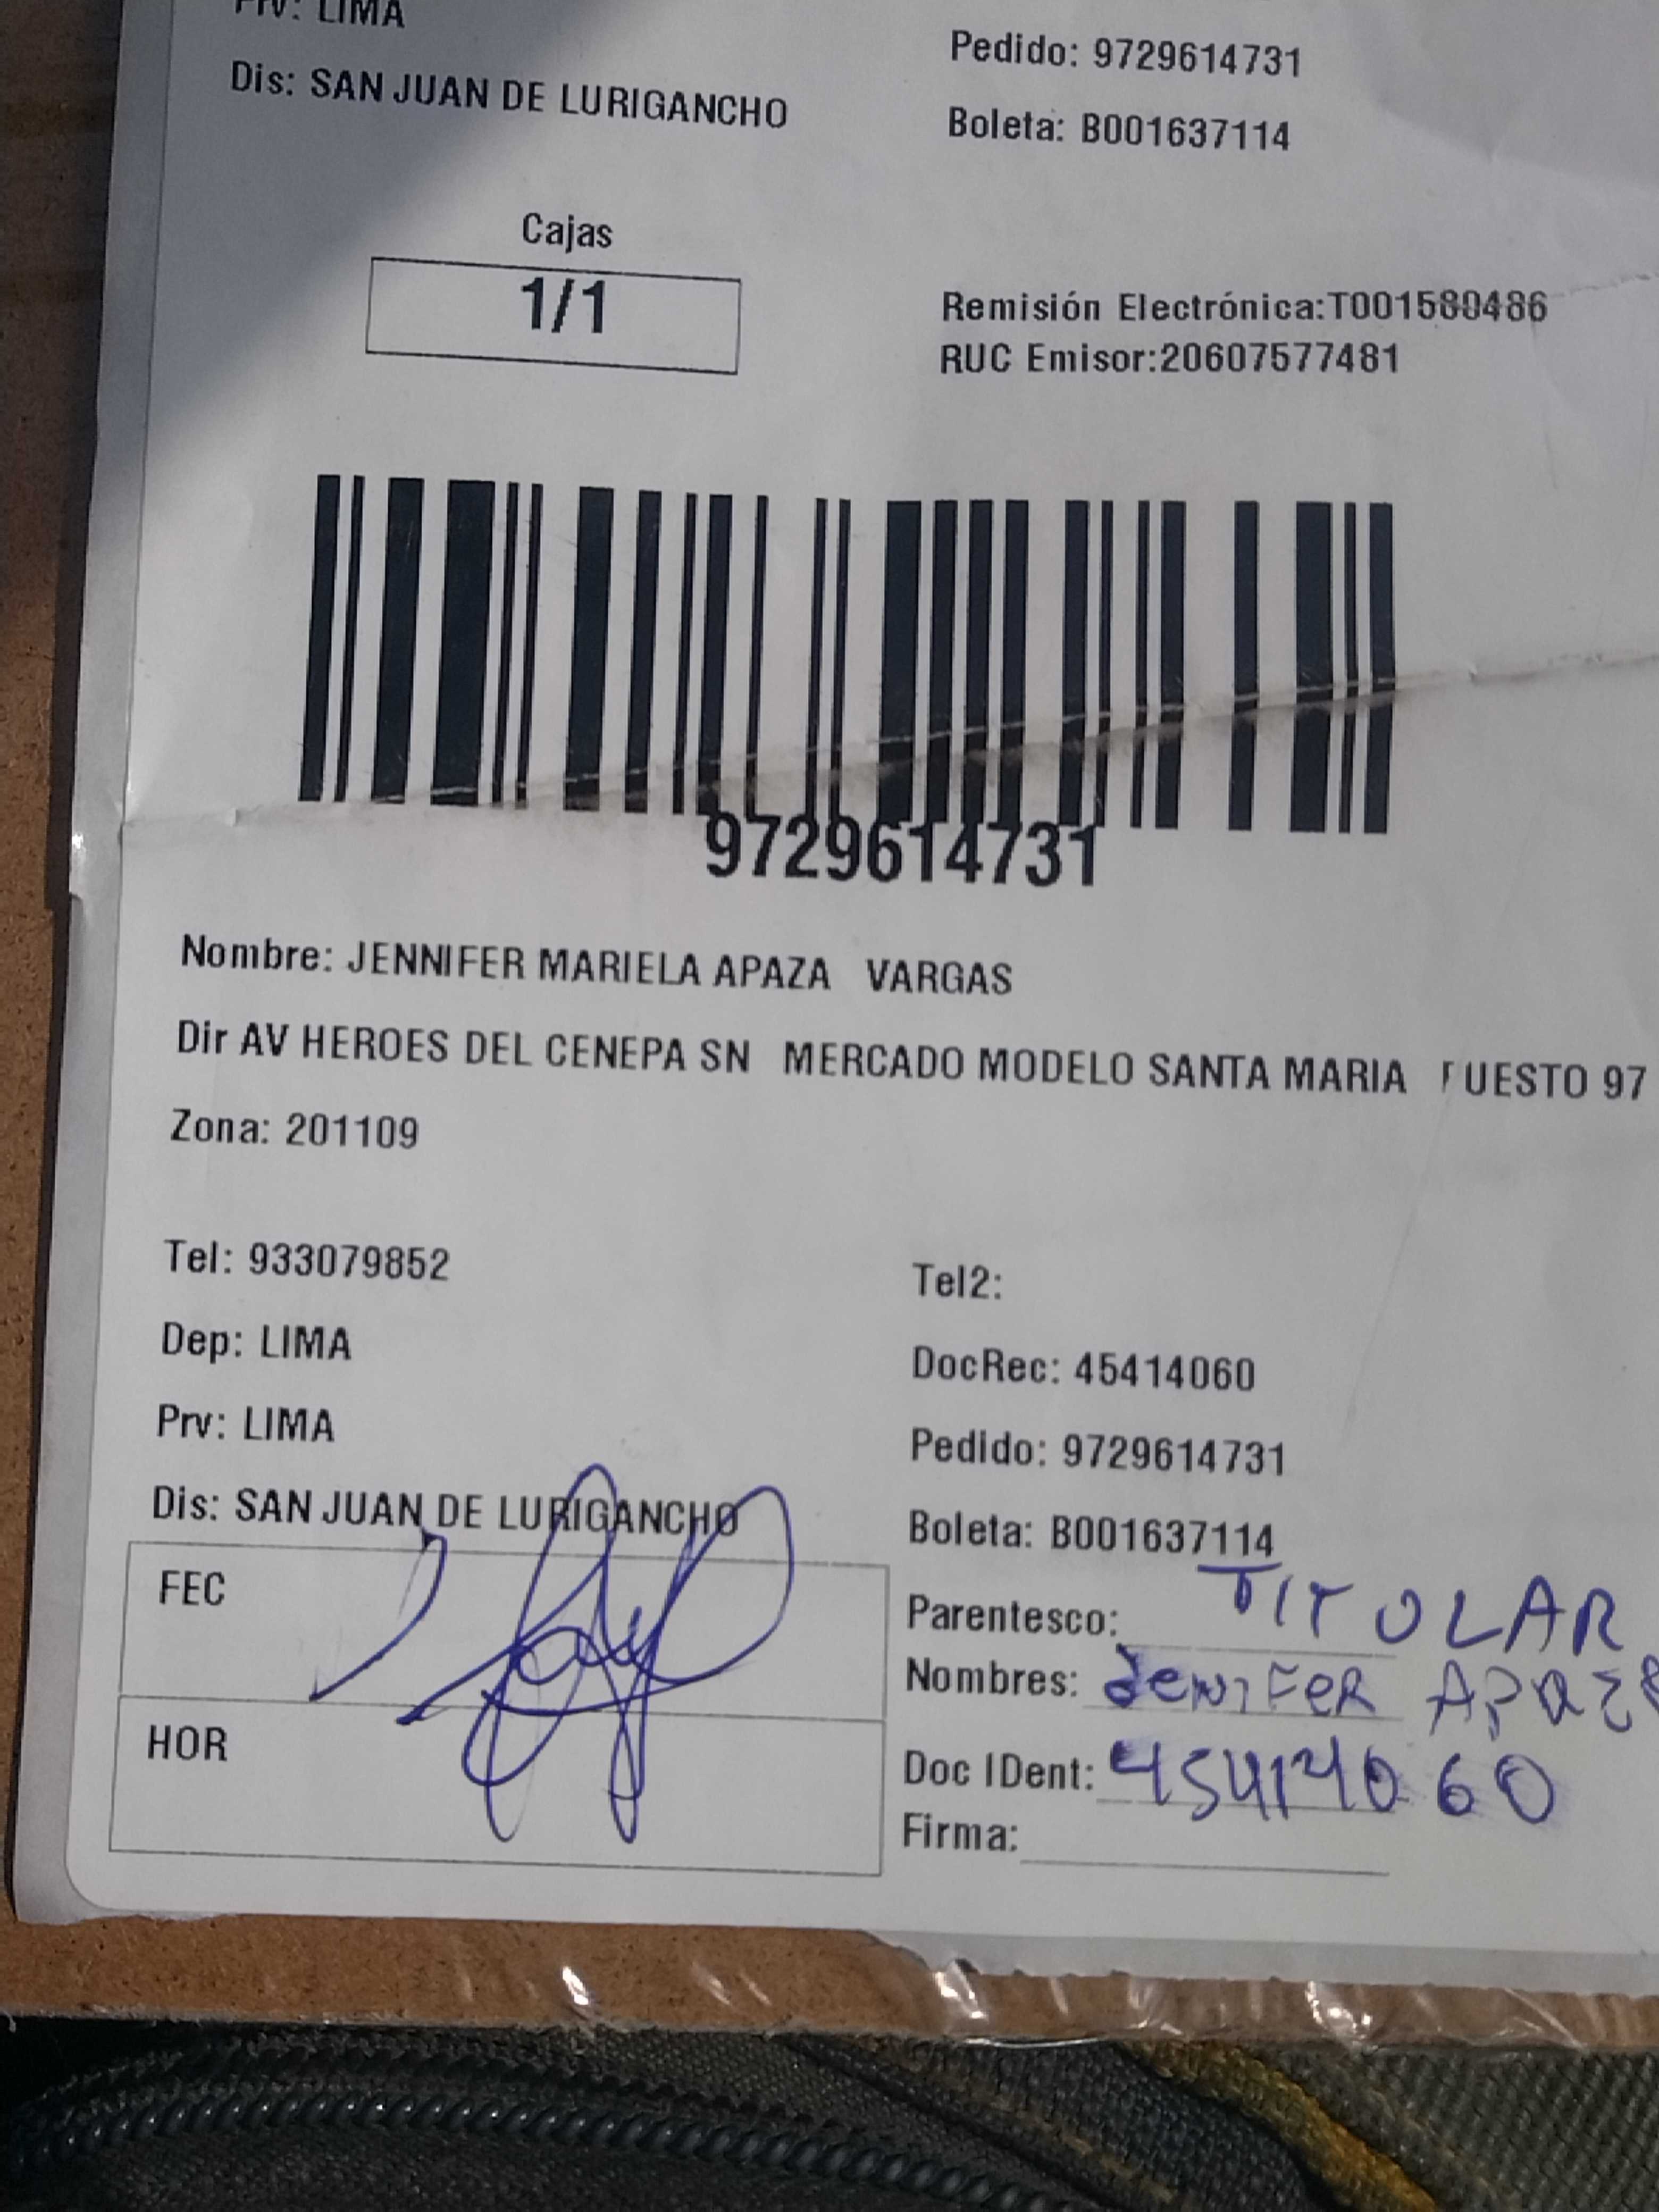 Prv: LIMA
Pedido: 9729614731
Dis: SAN JUAN DE LURIGANCHO
Boleta: B001637114
Cajas
1/1
Remisión Electrónica:T001580486
RUC Emisor:20607577481
9729614731
Nombre: JENNIFER MARIELA APAZA VARGAS
Dir AV HEROES DEL CENEPA SN MERCADO MODELO SANTA MARIA PUESTO 97
Zona: 201109
Tel: 933079852
Tel2:
Dep: LIMA
DocRec: 45414060
Prv: LIMA
Pedido: 9729614731
Dis: SAN JUAN DE LURIGANCHO
Boleta: B001637114
FEC
Parentesco: TITULAR
Nombres: JENIFER APAZA
HOR
Doc IDent: 45414060
Firma: